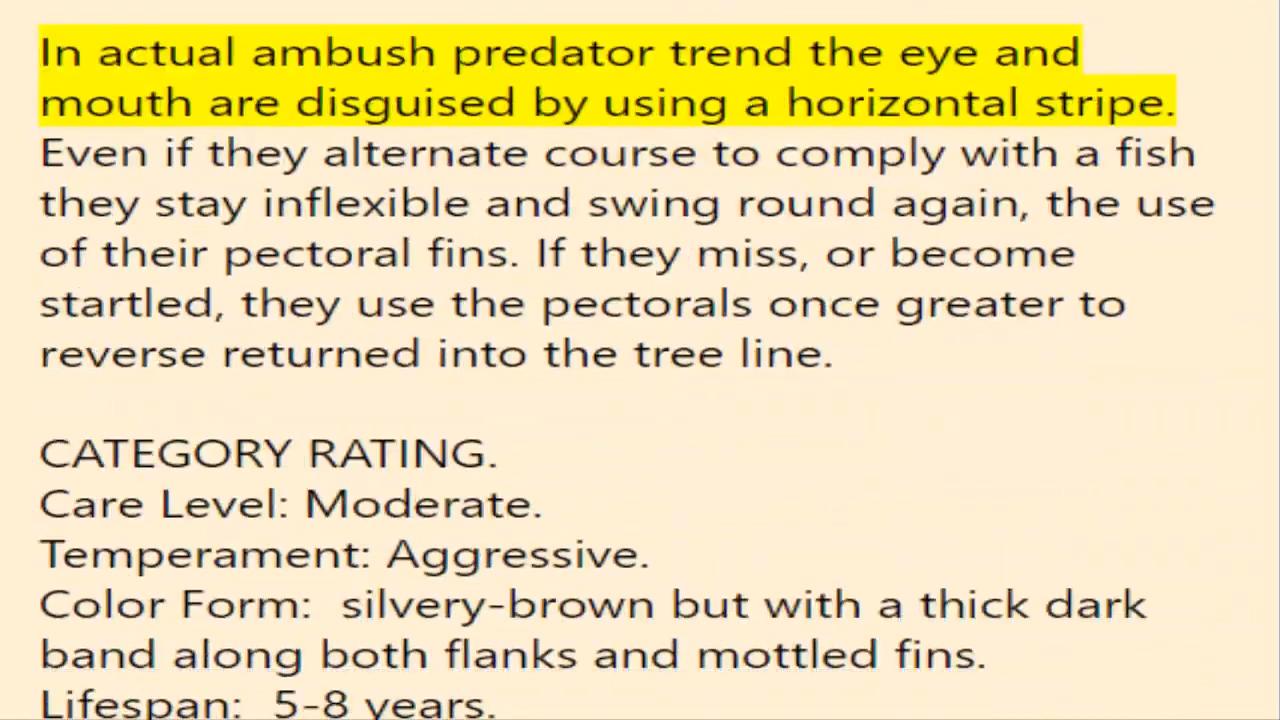 In actual ambush predator trend the eye and
mouth are disguised by using a horizontal stripe.
Even if they alternate course to comply with a fish
they stay inflexible and swing round again, the use
of their pectoral fins. If they miss, or become
startled, they use the pectorals once greater to
reverse returned into the tree line.
CATEGORY RATING.
Care Level: Moderate.
Temperament: Aggressive.
Color Form:  silvery-brown but with a thick dark
band along both flanks and mottled fins.
Lifespan:  5-8 years.